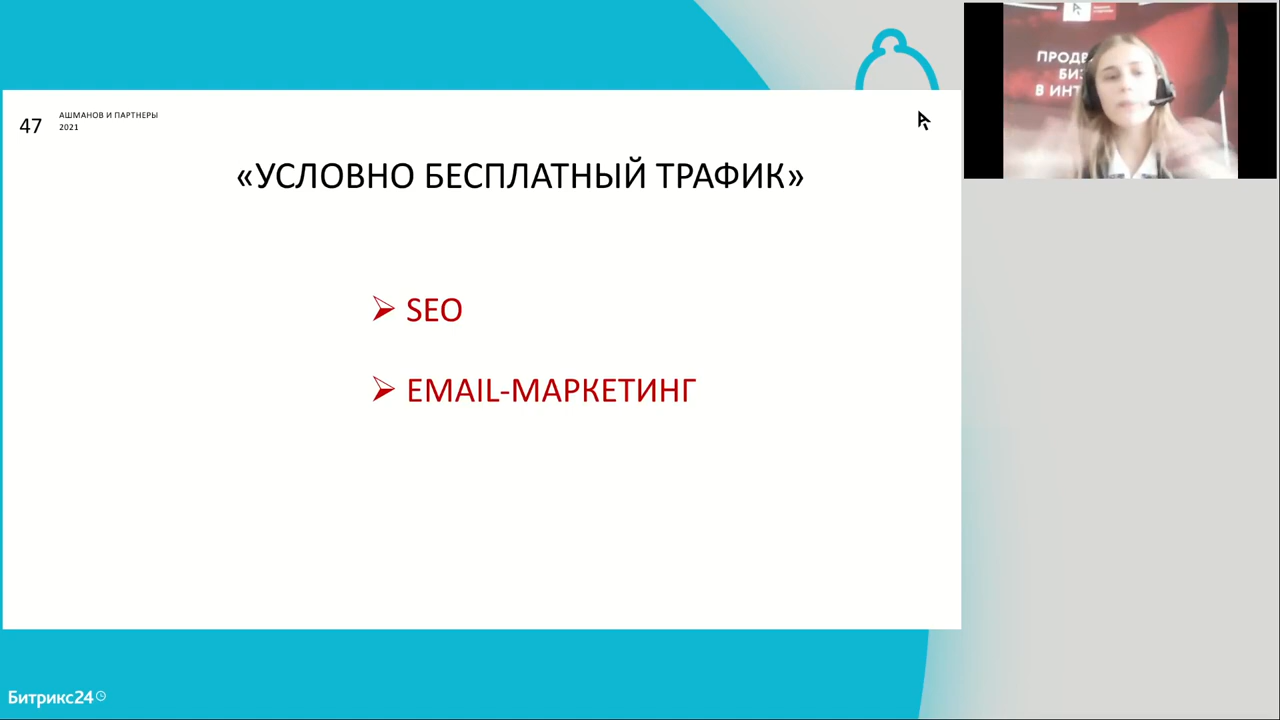 47
АШМАНОВ И ПАРТНЕРЫ
2021
«УСЛОВНО БЕСПЛАТНЫЙ ТРАФИК»
SEO
EMAIL-МАРКЕТИНГ
Битрикс24